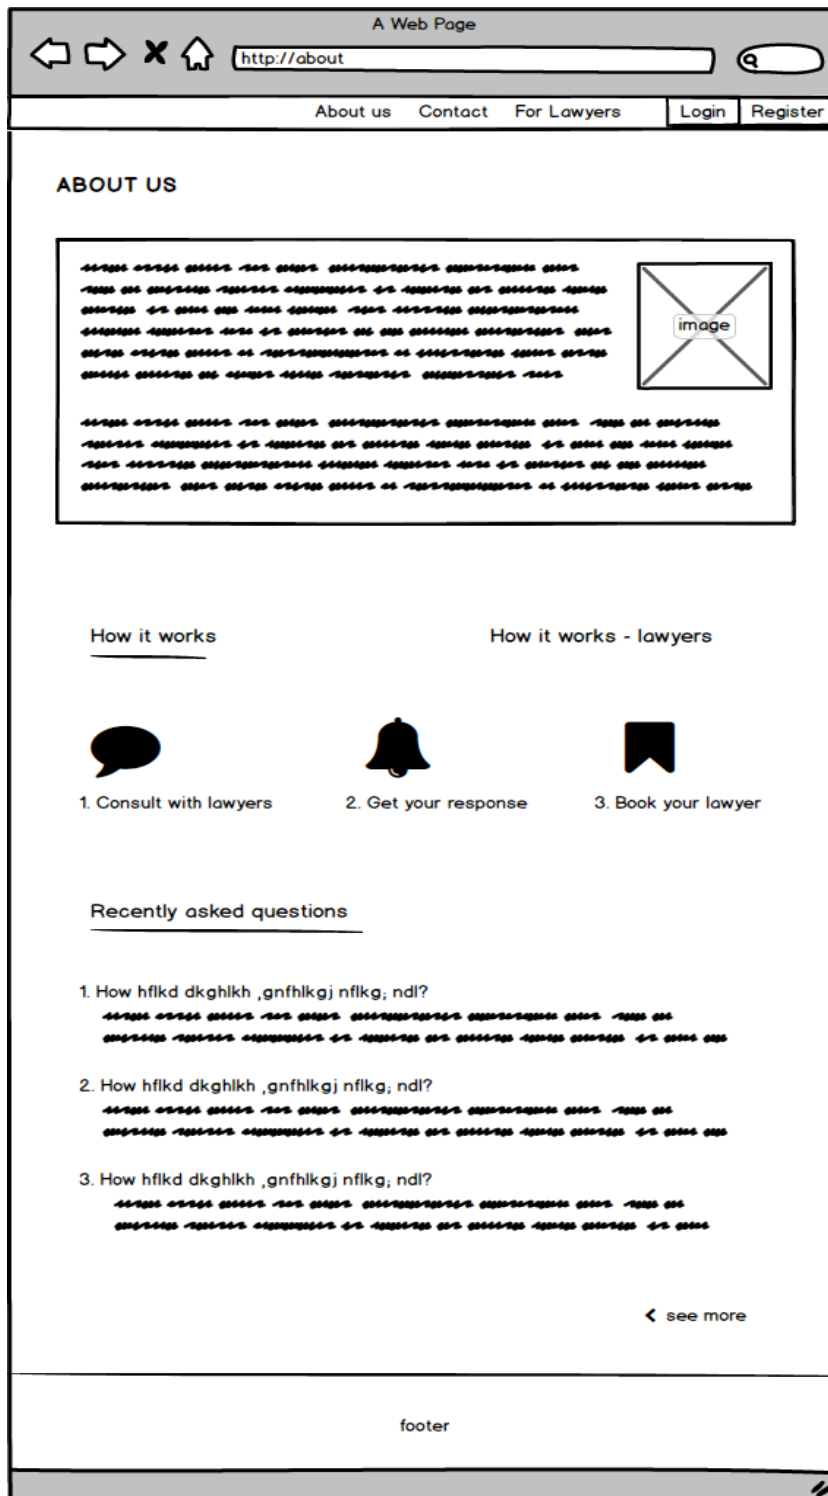 A Web Page
http://about
About us Contact For Lawyers Login Register
ABOUT US
image
How it works How it works - lawyers
1. Consult with lawyers 2. Get your response 3. Book your lawyer
Recently asked questions
1. How hflkd dkghlkh ,gnfhlkgj nflkg; ndl?
2. How hflkd dkghlkh ,gnfhlkgj nflkg; ndl?
3. How hflkd dkghlkh ,gnfhlkgj nflkg; ndl?
see more
footer